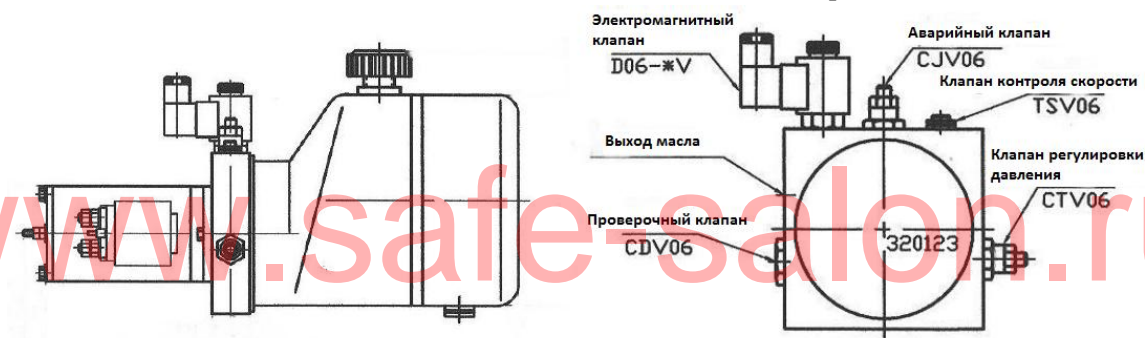 Электромагнитный
клапан
D06-*V
Аварийный клапан
CJV06
Клапан контроля скорости
TSV06
Выход масла
Клапан регулировки
давления
CTV06
Проверочный клапан
CDV06
320123
www.safe-salon.ru